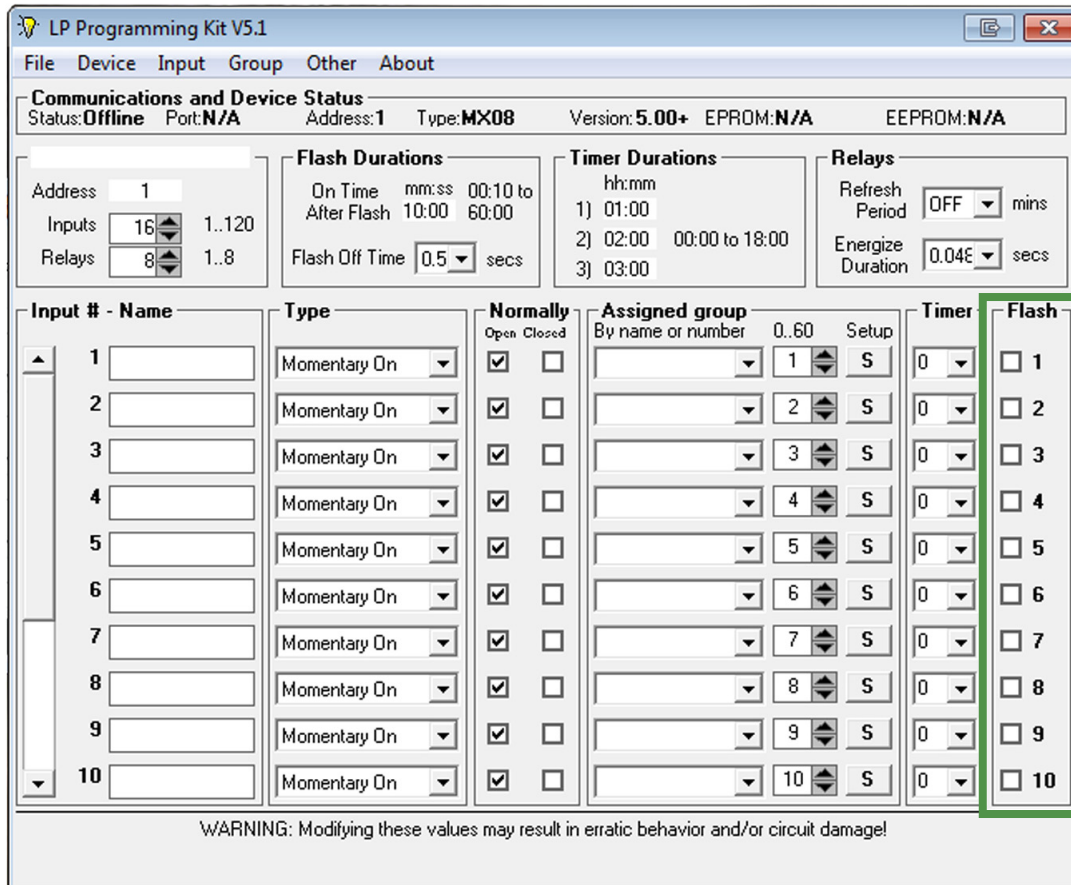 LP Programming Kit V5.1
File Device Input Group Other About
Communications and Device Status
Status:Offline Port:N/A Address:1 Type:MX08 Version:5.00+ EPROM:N/A EEPROM:N/A
Address 1
Inputs 16 1..120
Relays 8 1..8
Flash Durations
On Time mm:ss 00:10 to
After Flash 10:00 60:00
Flash Off Time 0.5 secs
Timer Durations
hh:mm
1) 01:00
2) 02:00 00:00 to 18:00
3) 03:00
Relays
Refresh
Period OFF mins
Energize
Duration 0.048 secs
Input # - Name Type Normally Assigned group Timer Flash
Open Closed By name or number 0..60 Setup
1 Momentary On 1 S 0 1
2 Momentary On 2 S 0 2
3 Momentary On 3 S 0 3
4 Momentary On 4 S 0 4
5 Momentary On 5 S 0 5
6 Momentary On 6 S 0 6
7 Momentary On 7 S 0 7
8 Momentary On 8 S 0 8
9 Momentary On 9 S 0 9
10 Momentary On 10 S 0 10
WARNING: Modifying these values may result in erratic behavior and/or circuit damage!